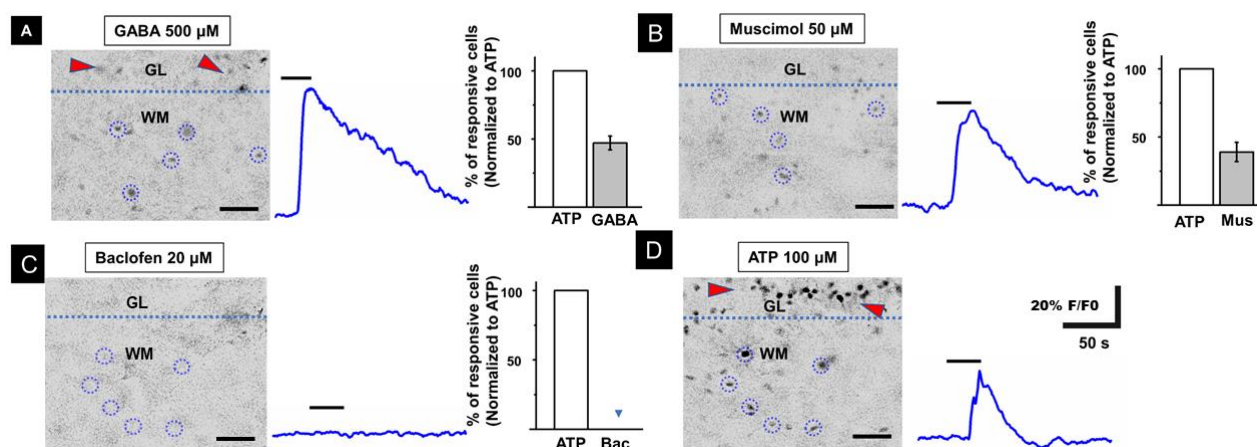 A
GABA 500 µM
GL
WM
% of responsive cells
(Normalized to ATP)
100
50
ATP GABA
B
Muscimol 50 µM
GL
WM
% of responsive cells
(Normalized to ATP)
100
50
ATP Mus
C
Baclofen 20 µM
GL
WM
% of responsive cells
(Normalized to ATP)
100
50
ATP Bac
D
ATP 100 µM
GL
WM
20% F/F0
50 s